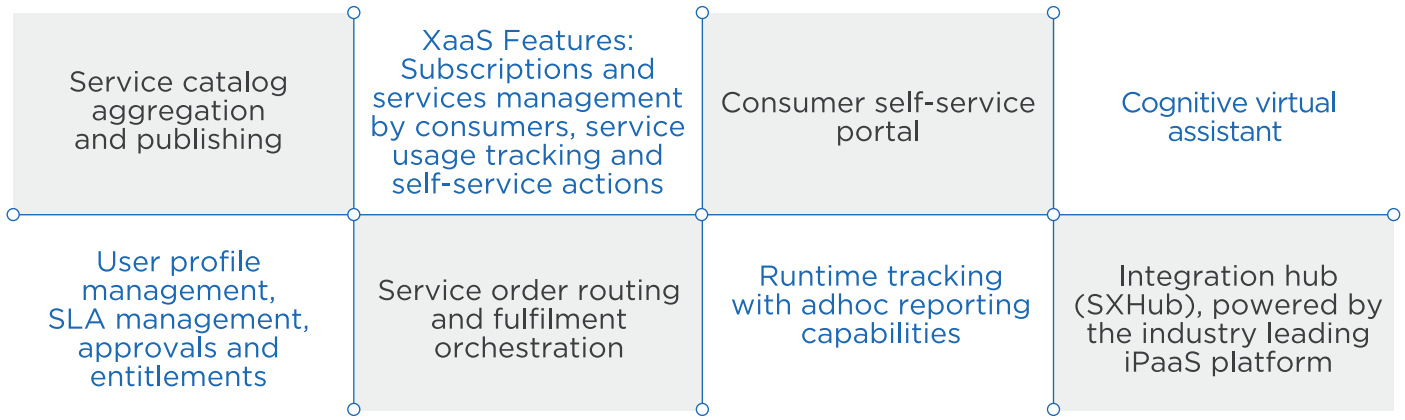 Service catalog
aggregation
and publishing
XaaS Features:
Subscriptions and
services management
by consumers, service
usage tracking and
self-service actions
Consumer self-service
portal
Cognitive virtual
assistant
User profile
management,
SLA management,
approvals and
entitlements
Service order routing
and fulfilment
orchestration
Runtime tracking
with adhoc reporting
capabilities
Integration hub
(SXHub), powered by
the industry leading
iPaaS platform